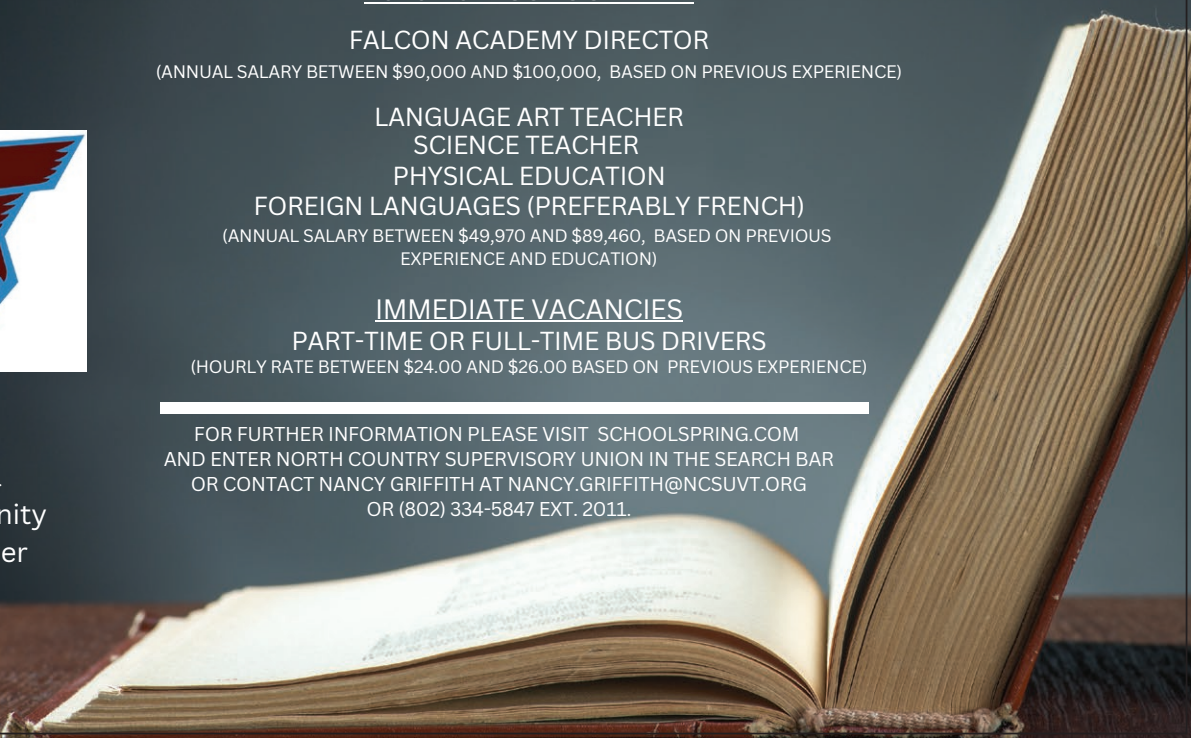 FALCON ACADEMY DIRECTOR
(ANNUAL SALARY BETWEEN $90,000 AND $100,000, BASED ON PREVIOUS EXPERIENCE)
LANGUAGE ART TEACHER
SCIENCE TEACHER
PHYSICAL EDUCATION
FOREIGN LANGUAGES (PREFERABLY FRENCH)
(ANNUAL SALARY BETWEEN $49,970 AND $89,460, BASED ON PREVIOUS
EXPERIENCE AND EDUCATION)
IMMEDIATE VACANCIES
PART-TIME OR FULL-TIME BUS DRIVERS
(HOURLY RATE BETWEEN $24.00 AND $26.00 BASED ON PREVIOUS EXPERIENCE)
FOR FURTHER INFORMATION PLEASE VISIT SCHOOLSPRING.COM
AND ENTER NORTH COUNTRY SUPERVISORY UNION IN THE SEARCH BAR
OR CONTACT NANCY GRIFFITH AT NANCY.GRIFFITH@NCSUVT.ORG
OR (802) 334-5847 EXT. 2011.
nity
er